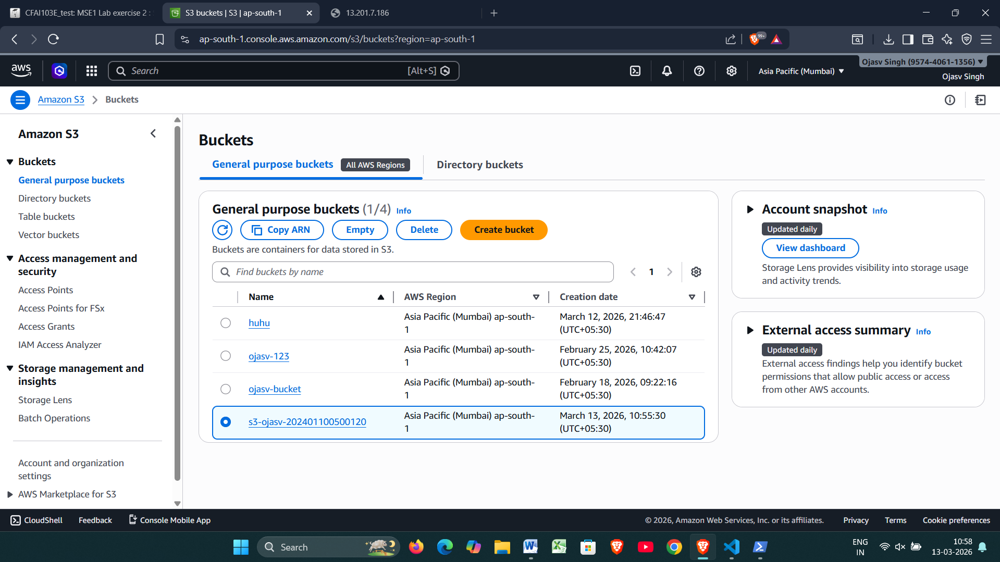 CFAI103E_test: MSE1 Lab exercise 2 :
S3 buckets | S3 | ap-south-1
13.201.7.186
ap-south-1.console.aws.amazon.com/s3/buckets?region=ap-south-1
99+
aws
Search
[Alt+S]
Asia Pacific (Mumbai)
Ojasv Singh (9574-4061-1356)
Ojasv Singh
Amazon S3
Buckets
Amazon S3
Buckets
General purpose buckets
Directory buckets
Table buckets
Vector buckets
Access management and
security
Access Points
Access Points for FSx
Access Grants
IAM Access Analyzer
Storage management and
insights
Storage Lens
Batch Operations
Account and organization
settings
AWS Marketplace for S3
Buckets
General purpose buckets All AWS Regions Directory buckets
General purpose buckets (1/4) Info
Copy ARN Empty Delete Create bucket
Buckets are containers for data stored in S3.
Find buckets by name
1
Name AWS Region Creation date
huhu Asia Pacific (Mumbai) ap-south-1 March 12, 2026, 21:46:47 (UTC+05:30)
ojasv-123 Asia Pacific (Mumbai) ap-south-1 February 25, 2026, 10:42:07 (UTC+05:30)
ojasv-bucket Asia Pacific (Mumbai) ap-south-1 February 18, 2026, 09:22:16 (UTC+05:30)
s3-ojasv-202401100500120 Asia Pacific (Mumbai) ap-south-1 March 13, 2026, 10:55:30 (UTC+05:30)
Account snapshot Info
Updated daily
View dashboard
Storage Lens provides visibility into storage usage
and activity trends.
External access summary Info
Updated daily
External access findings help you identify bucket
permissions that allow public access or access
from other AWS accounts.
CloudShell Feedback Console Mobile App
© 2026, Amazon Web Services, Inc. or its affiliates. Privacy Terms Cookie preferences
Search
ENG
IN
10:58
13-03-2026